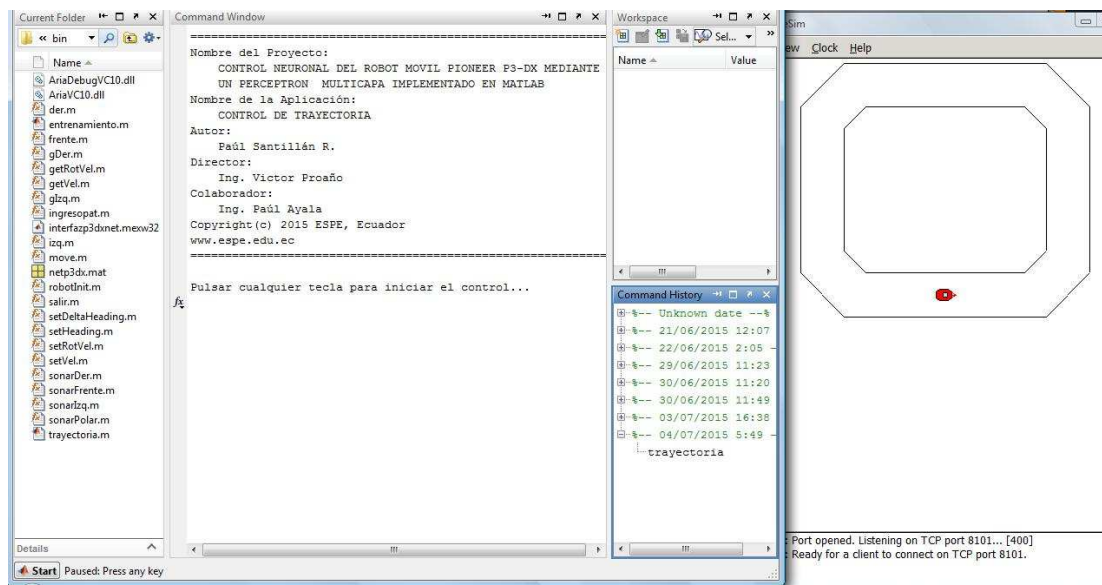 Current Folder
« bin
Name
AriaDebugVC10.dll
AriaVC10.dll
der.m
entrenamiento.m
frente.m
gDer.m
getRotVel.m
getVel.m
gIzq.m
ingresopat.m
interfazp3dxnet.mexw32
izq.m
move.m
netp3dx.mat
robotInit.m
salir.m
setDeltaHeading.m
setHeading.m
setRotVel.m
setVel.m
sonarDer.m
sonarFrente.m
sonarIzq.m
sonarPolar.m
trayectoria.m
Details
Start Paused: Press any key
Command Window
==========================================================
Nombre del Proyecto:
CONTROL NEURONAL DEL ROBOT MOVIL PIONEER P3-DX MEDIANTE
UN PERCEPTRON MULTICAPA IMPLEMENTADO EN MATLAB
Nombre de la Aplicación:
CONTROL DE TRAYECTORIA
Autor:
Paúl Santillán R.
Director:
Ing. Victor Proaño
Colaborador:
Ing. Paúl Ayala
Copyright(c) 2015 ESPE, Ecuador
www.espe.edu.ec
==========================================================
Pulsar cualquier tecla para iniciar el control...
fx
Workspace
Sel...
Name Value
Command History
%-- Unknown date --%
%-- 21/06/2015 12:07
%-- 22/06/2015 2:05 -
%-- 29/06/2015 11:23
%-- 30/06/2015 11:20
%-- 30/06/2015 11:49
%-- 03/07/2015 16:38
%-- 04/07/2015 5:49 -
trayectoria
eSim
ew Clock Help
: Port opened. Listening on TCP port 8101... [400]
: Ready for a client to connect on TCP port 8101.